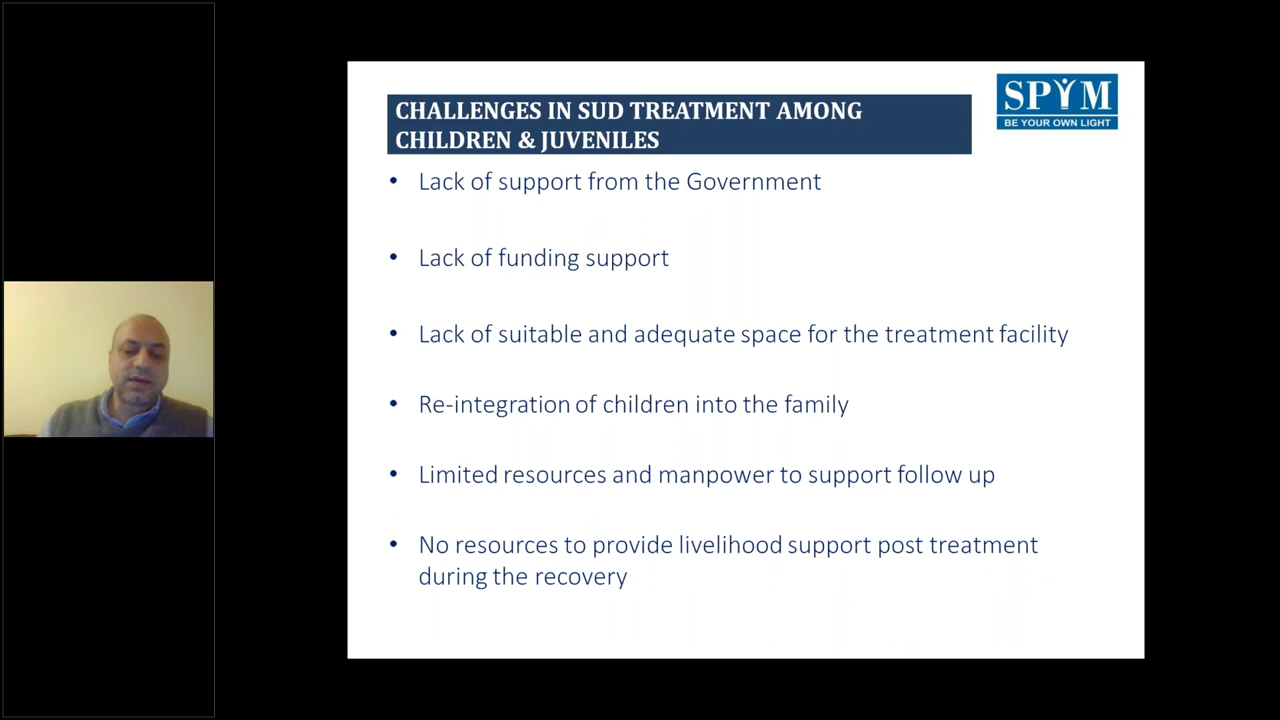 SPYM
BE YOUR OWN LIGHT
CHALLENGES IN SUD TREATMENT AMONG
CHILDREN & JUVENILES
• Lack of support from the Government
• Lack of funding support
• Lack of suitable and adequate space for the treatment facility
• Re-integration of children into the family
• Limited resources and manpower to support follow up
• No resources to provide livelihood support post treatment
during the recovery